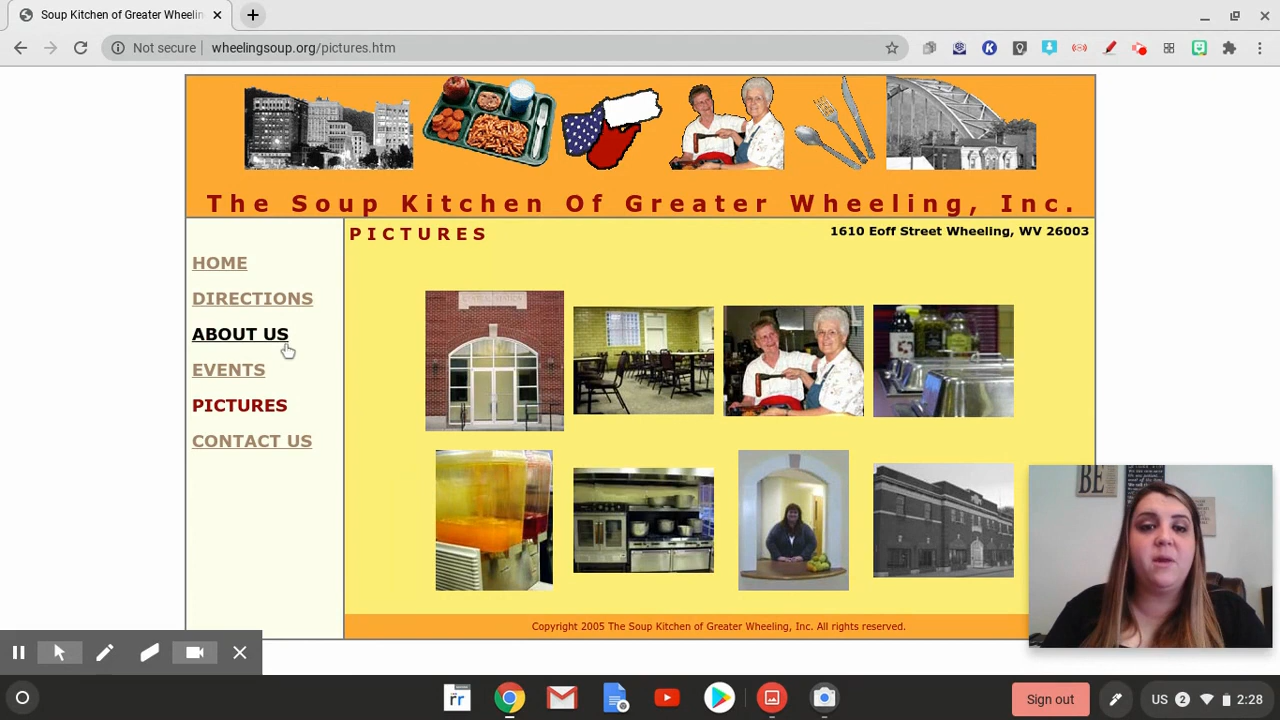 Soup Kitchen of Greater Wheelin
Not secure
wheelingsoup.org/pictures.htm
The Soup Kitchen Of Greater Wheeling, Inc.
PICTURES
1610 Eoff Street Wheeling, WV 26003
HOME
DIRECTIONS
ABOUT US
EVENTS
PICTURES
CONTACT US
BE
Copyright 2005 The Soup Kitchen of Greater Wheeling, Inc. All rights reserved.
rr
Sign out
US
2
2:28